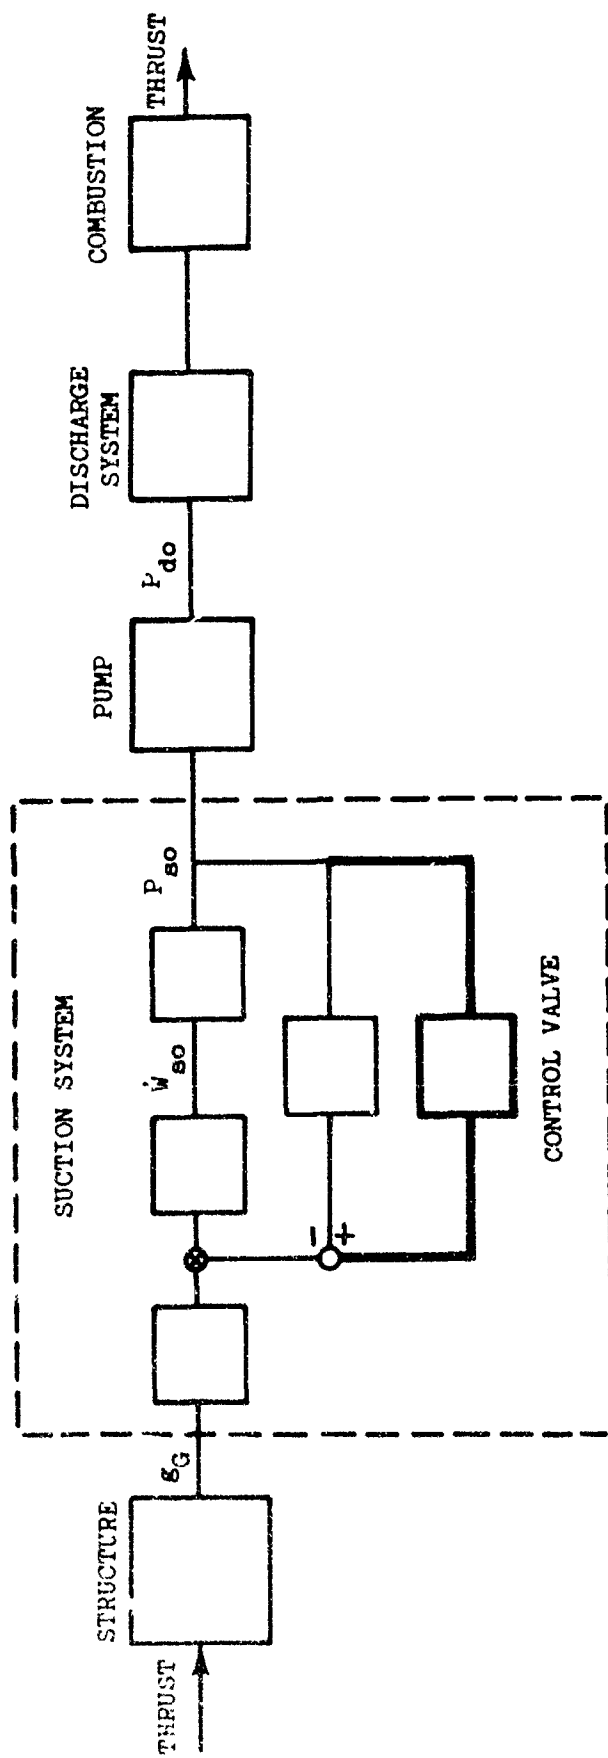 THRUST
STRUCTURE
g_G
SUCTION SYSTEM
Ẇ_so
P_so
-
+
CONTROL VALVE
PUMP
P_do
DISCHARGE
SYSTEM
COMBUSTION
THRUST